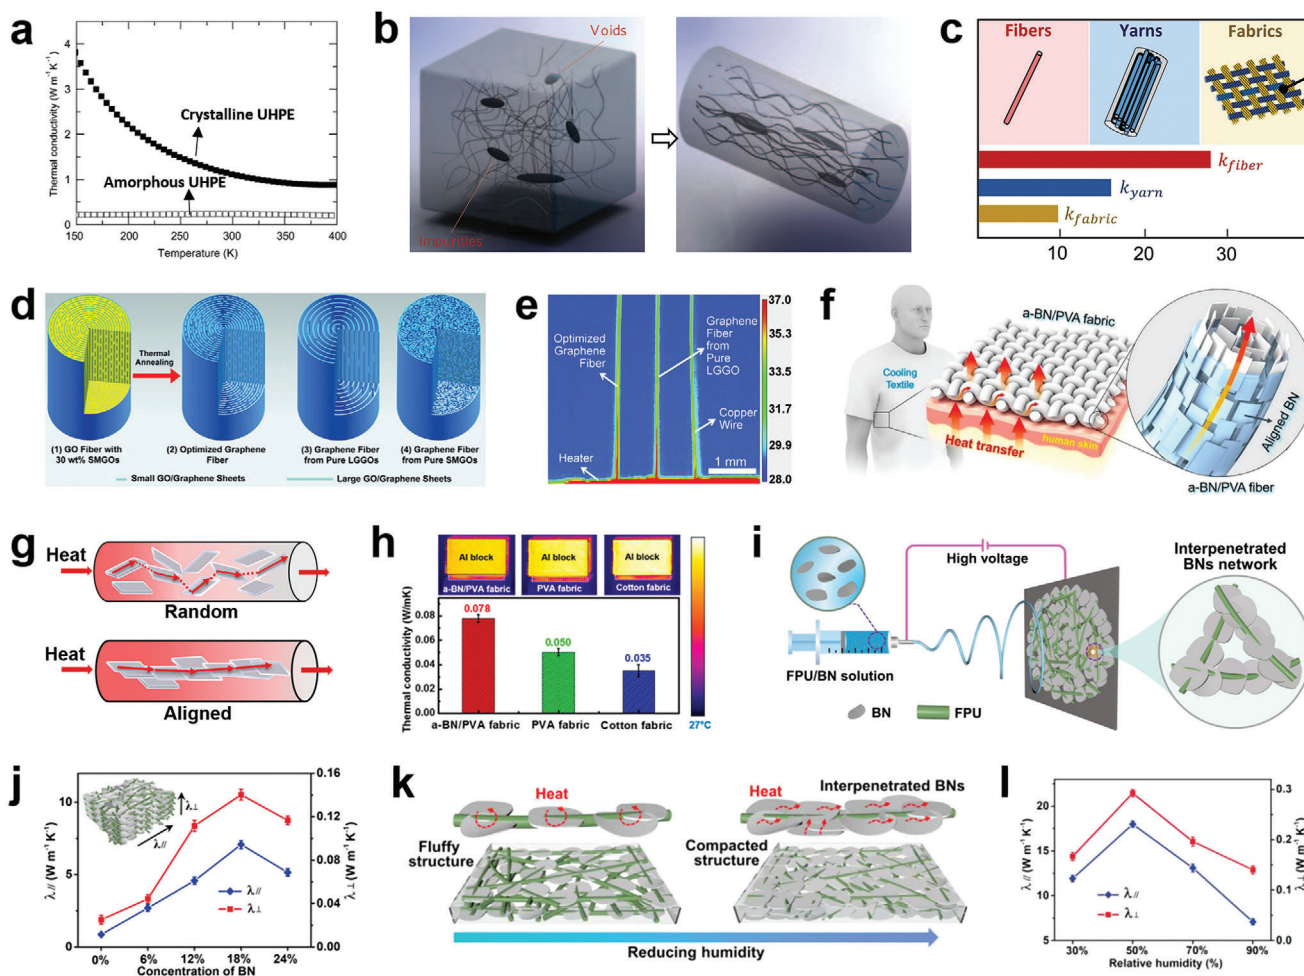 a
Thermal conductivity (W m⁻¹ K⁻¹)
4
3
2
1
0
Crystalline UHPE
Amorphous UHPE
150 200 250 300 350 400
Temperature (K)
b
Voids
Impurities
c
Fibers
Yarns
Fabrics
k_fiber
k_yarn
k_fabric
10 20 30
d
Thermal
Annealing
(1) GO Fiber with
30 wt% SMGOs
(2) Optimized Graphene
Fiber
(3) Graphene Fiber
from Pure LGGOs
(4) Graphene Fiber
from Pure SMGOs
Small GO/Graphene Sheets
Large GO/Graphene Sheets
e
Optimized
Graphene
Fiber
Graphene
Fiber
from
Pure
LGGO
Copper
Wire
Heater
1 mm
37.0
35.3
33.5
31.7
29.9
28.0
f
a-BN/PVA fabric
Cooling
Textile
Heat transfer
human skin
Aligned BN
a-BN/PVA fiber
g
Heat
Random
Heat
Aligned
h
Al block
Al block
Al block
a-BN/PVA fabric
PVA fabric
Cotton fabric
Thermal conductivity (W/mK)
0.08
0.06
0.04
0.02
0.00
0.078
0.050
0.035
a-BN/PVA fabric
PVA fabric
Cotton fabric
27°C
i
High voltage
FPU/BN solution
BN
FPU
Interpenetrated
BNs network
j
λ// (W m⁻¹ K⁻¹)
10
5
0
λ⊥
λ//
λ//
λ⊥
0.16
0.12
0.08
0.04
0.00
λ⊥ (W m⁻¹ K⁻¹)
0% 6% 12% 18% 24%
Concentration of BN
k
Heat
Fluffy
structure
Heat
Interpenetrated BNs
Compacted
structure
Reducing humidity
l
λ// (W m⁻¹ K⁻¹)
20
15
10
5
λ//
λ⊥
0.3
0.2
0.1
0.0
λ⊥ (W m⁻¹ K⁻¹)
30% 50% 70% 90%
Relative humidity (%)